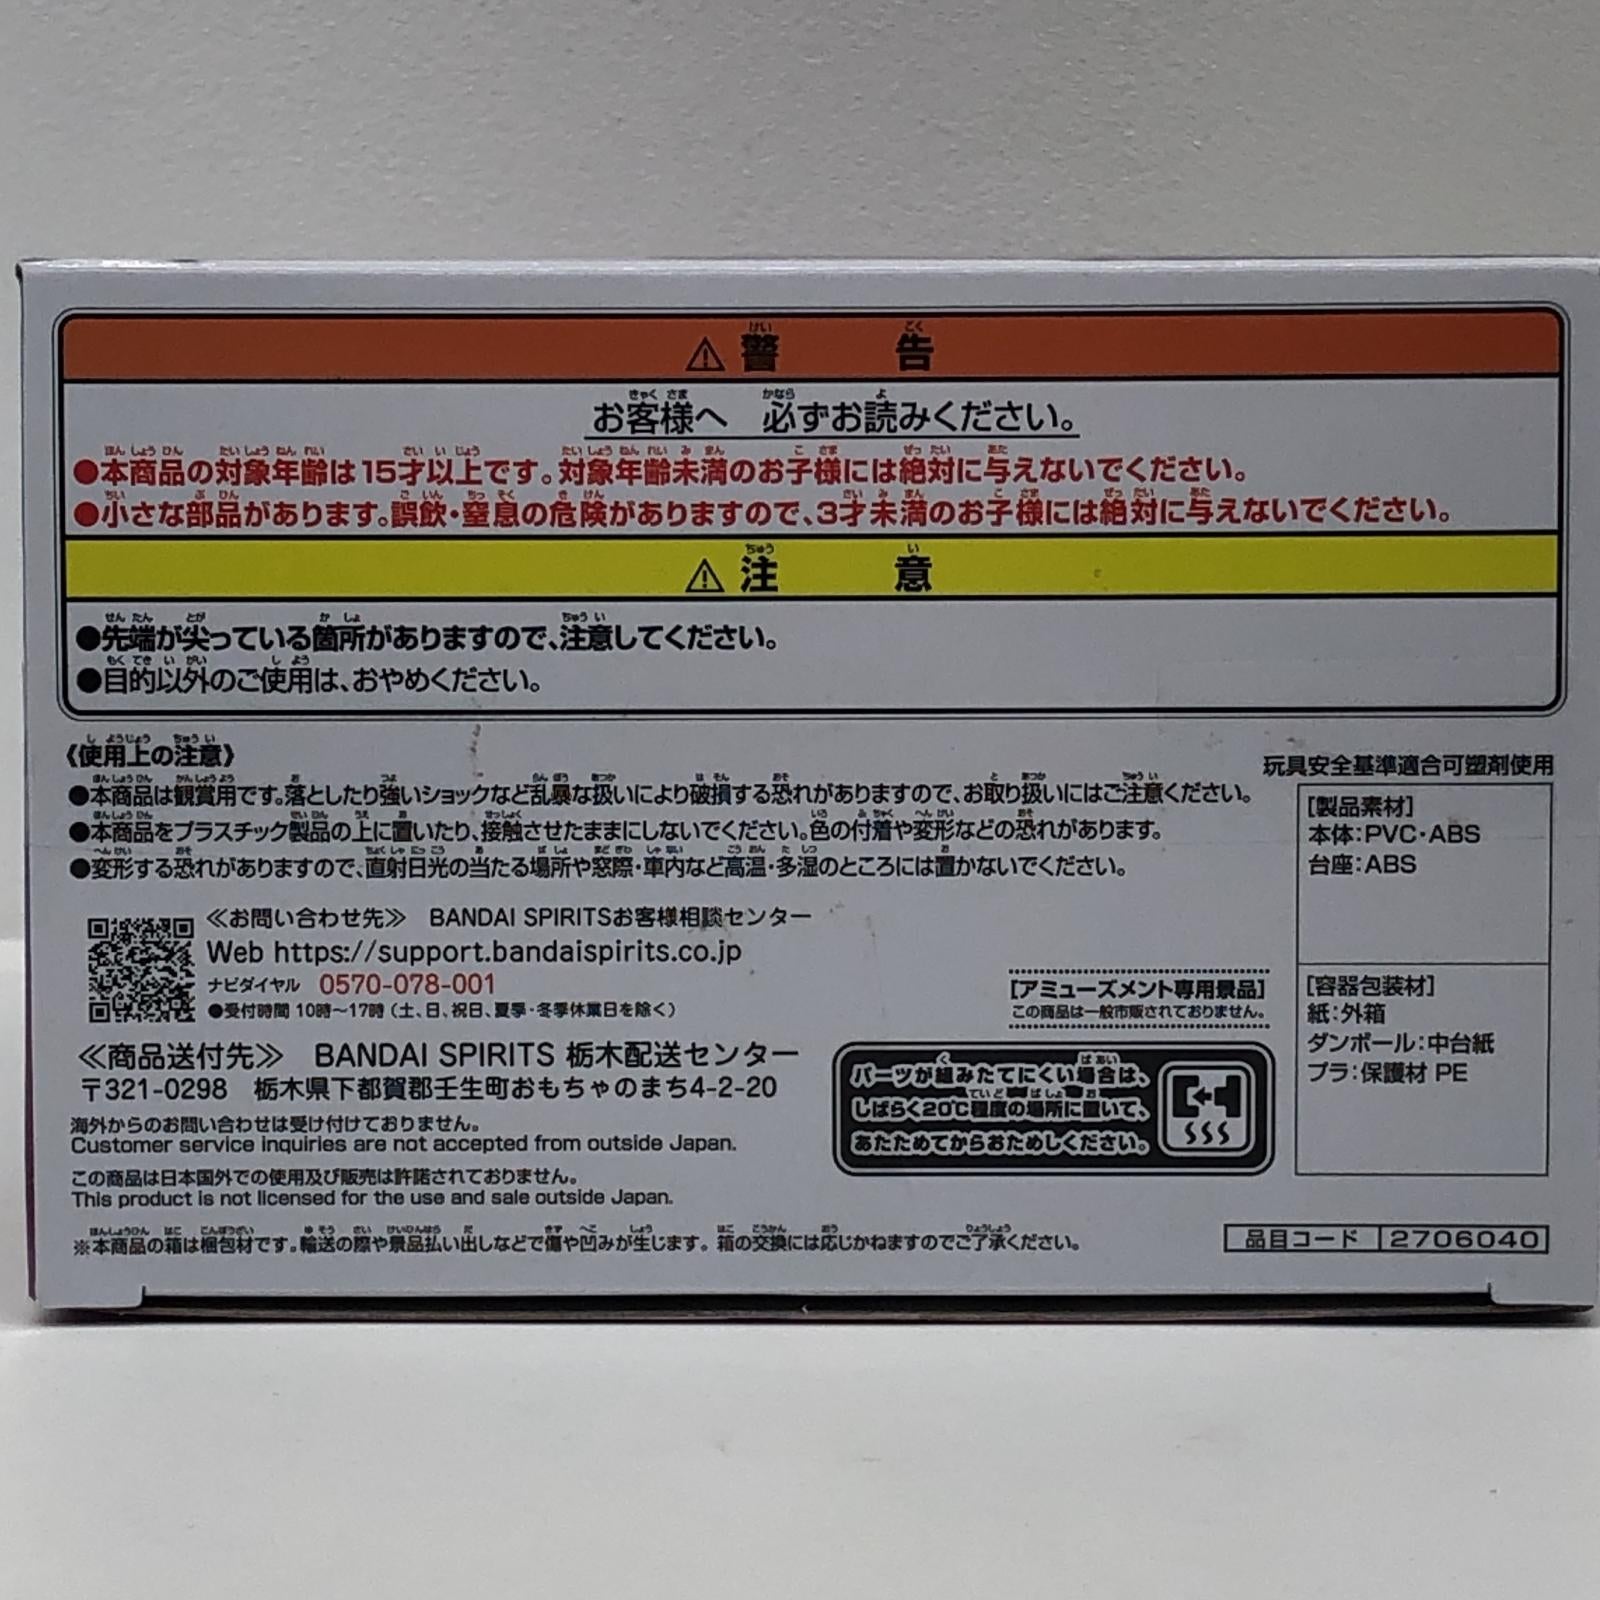 ⚠警告
お客様へ 必ずお読みください。
●本商品の対象年齢は15才以上です。対象年齢未満のお子様には絶対に与えないでください。
●小さな部品があります。誤飲・窒息の危険がありますので、3才未満のお子様には絶対に与えないでください。
⚠注意
●先端が尖っている箇所がありますので、注意してください。
●目的以外のご使用は、おやめください。
《使用上の注意》
●本商品は観賞用です。落としたり強いショックなど乱暴な扱いにより破損する恐れがありますので、お取り扱いにはご注意ください。
●本商品をプラスチック製品の上に置いたり、接触させたままにしないでください。色の付着や変形などの恐れがあります。
●変形する恐れがありますので、直射日光の当たる場所や窓際・車内など高温・多湿のところには置かないでください。
≪お問い合わせ先≫ BANDAI SPIRITSお客様相談センター
Web https://support.bandaispirits.co.jp
ナビダイヤル 0570-078-001
●受付時間 10時〜17時（土、日、祝日、夏季・冬季休業日を除く）
≪商品送付先≫ BANDAI SPIRITS 栃木配送センター
〒321-0298 栃木県下都賀郡壬生町おもちゃのまち4-2-20
海外からのお問い合わせは受け付けておりません。
Customer service inquiries are not accepted from outside Japan.
この商品は日本国外での使用及び販売は許諾されておりません。
This product is not licensed for the use and sale outside Japan.
※本商品の箱は梱包材です。輸送の際や景品払い出しなどで傷や凹みが生じます。箱の交換には応じかねますのでご了承ください。
[アミューズメント専用景品]
この商品は一般市販されておりません。
パーツが組みたてにくい場合は、
しばらく20℃程度の場所に置いて、
あたためてからおためしください。
玩具安全基準適合可塑剤使用
[製品素材]
本体：PVC・ABS
台座：ABS
[容器包装材]
紙：外箱
ダンボール：中台紙
プラ：保護材 PE
品目コード 2706040